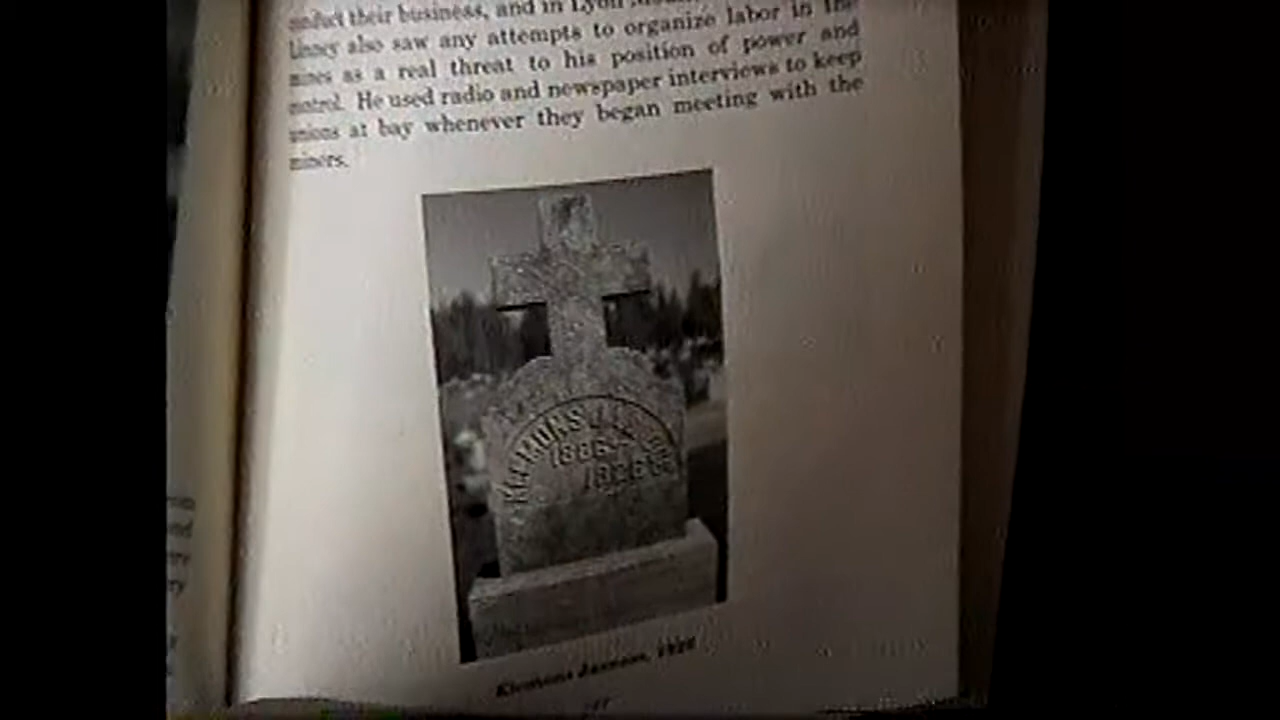 their business, and in Lyon
Linney also saw any attempts to organize labor in the
mines as a real threat to his position of power and
control. He used radio and newspaper interviews to keep
unions at bay whenever they began meeting with the
miners.
KLEMONS
1886
Klemons